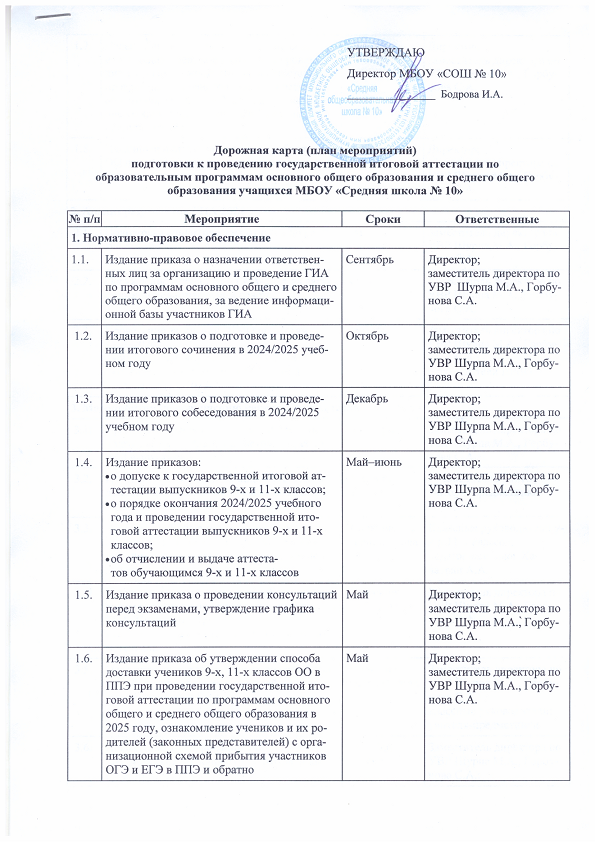 УТВЕРЖДАЮ
Директор МБОУ «СОШ № 10»
Бодрова И.А.
«Средняя
общеобразовательная
школа № 10»
Дорожная карта (план мероприятий)
подготовки к проведению государственной итоговой аттестации по
образовательным программам основного общего образования и среднего общего
образования учащихся МБОУ «Средняя школа № 10»
№ п/п Мероприятие Сроки Ответственные
1. Нормативно-правовое обеспечение
1.1. Издание приказа о назначении ответствен- Сентябрь Директор;
ных лиц за организацию и проведение ГИА заместитель директора по
по программам основного общего и среднего УВР Шурпа М.А., Горбу-
общего образования, за ведение информаци- нова С.А.
онной базы участников ГИА
1.2. Издание приказов о подготовке и проведе- Октябрь Директор;
нии итогового сочинения в 2024/2025 учеб- заместитель директора по
ном году УВР Шурпа М.А., Горбу-
нова С.А.
1.3. Издание приказов о подготовке и проведе- Декабрь Директор;
нии итогового собеседования в 2024/2025 заместитель директора по
учебном году УВР Шурпа М.А., Горбу-
нова С.А.
1.4. Издание приказов: Май–июнь Директор;
•о допуске к государственной итоговой ат- заместитель директора по
тестации выпускников 9-х и 11-х классов; УВР Шурпа М.А., Горбу-
•о порядке окончания 2024/2025 учебного нова С.А.
года и проведении государственной ито-
говой аттестации выпускников 9-х и 11-х
классов;
•об отчислении и выдаче аттеста-
тов обучающимся 9-х и 11-х классов
1.5. Издание приказа о проведении консультаций Май Директор;
перед экзаменами, утверждение графика заместитель директора по
консультаций УВР Шурпа М.А., Горбу-
нова С.А.
1.6. Издание приказа об утверждении способа Май Директор;
доставки учеников 9-х, 11-х классов ОО в заместитель директора по
ППЭ при проведении государственной ито- УВР Шурпа М.А., Горбу-
говой аттестации по программам основного нова С.А.
общего и среднего общего образования в
2025 году, ознакомление учеников и их ро-
дителей (законных представителей) с орга-
низационной схемой прибытия участников
ОГЭ и ЕГЭ в ППЭ и обратно